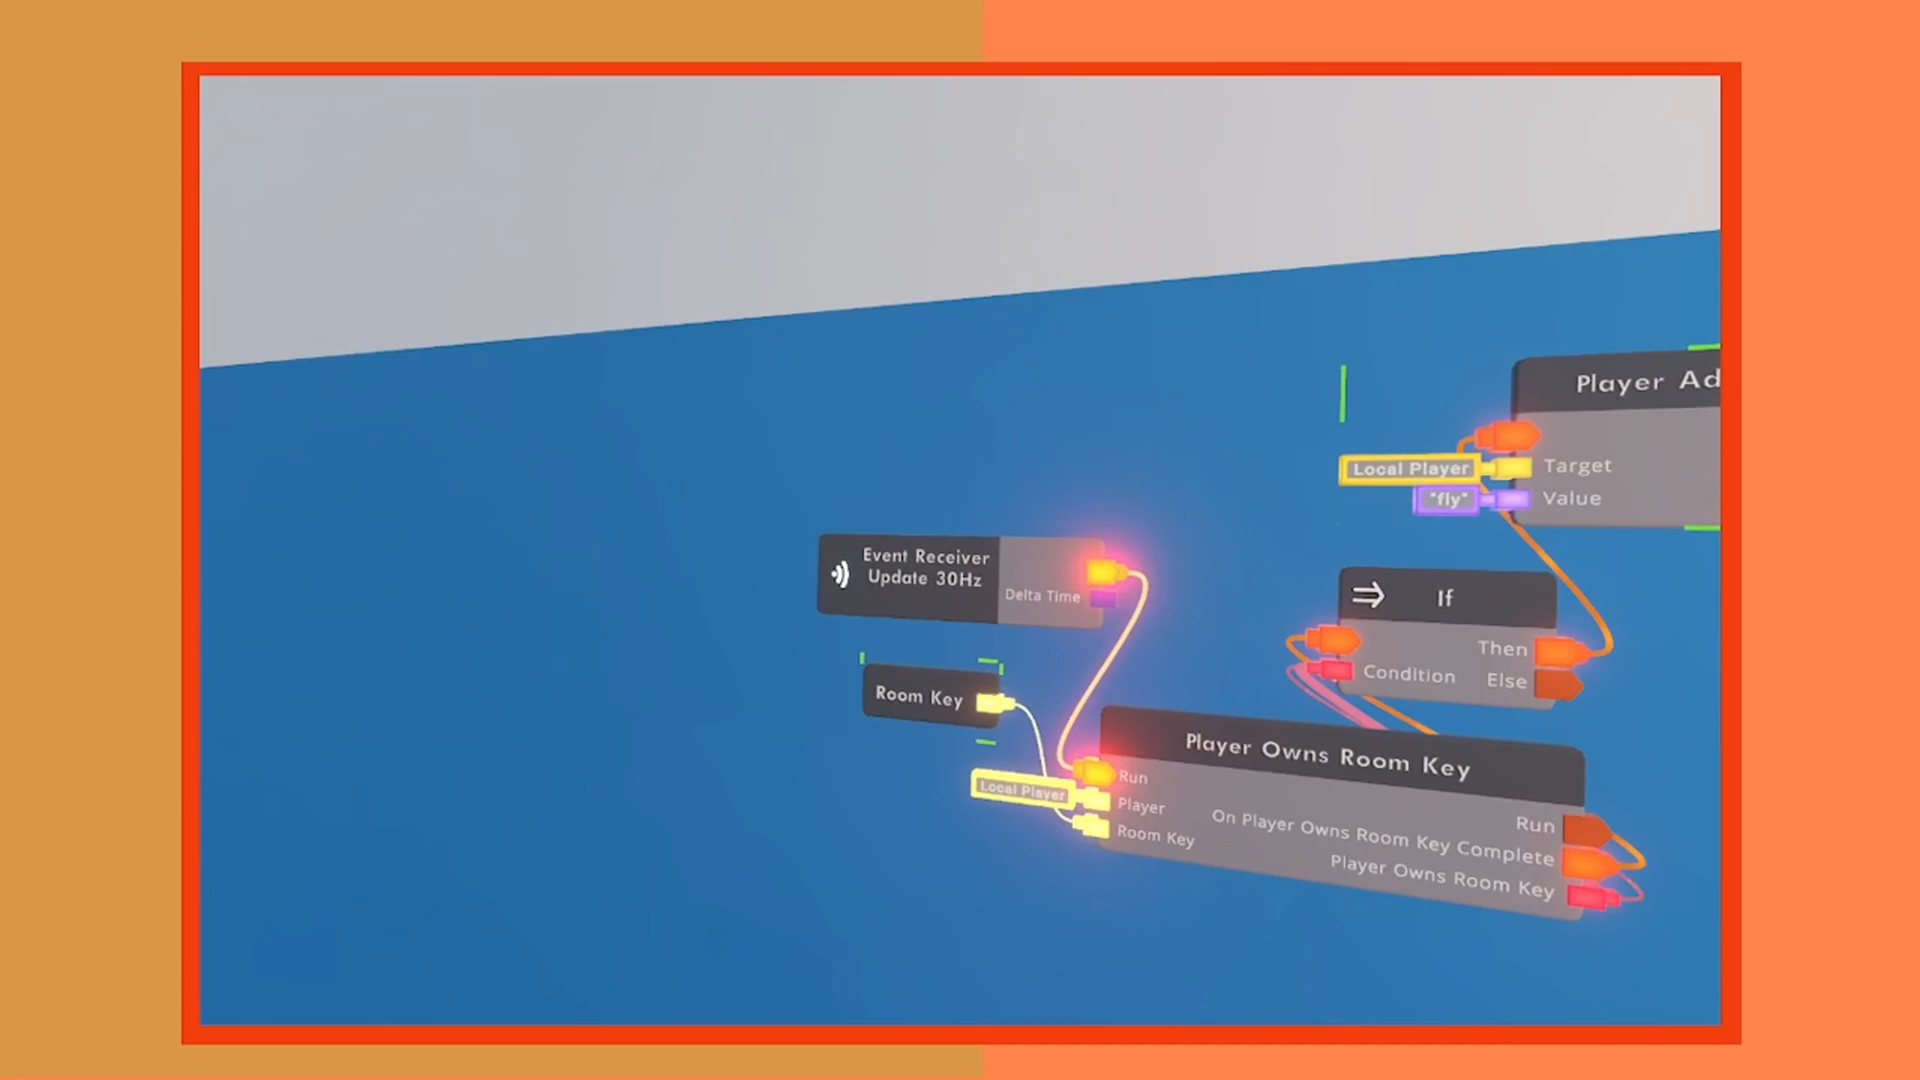 Player Ad
Local Player
Target
"fly"
Value
Event Receiver
Update 30Hz
Delta Time
If
Then
Condition
Else
Room Key
Player Owns Room Key
Run
Local Player
Player
Room Key
Run
On Player Owns Room Key Complete
Player Owns Room Key